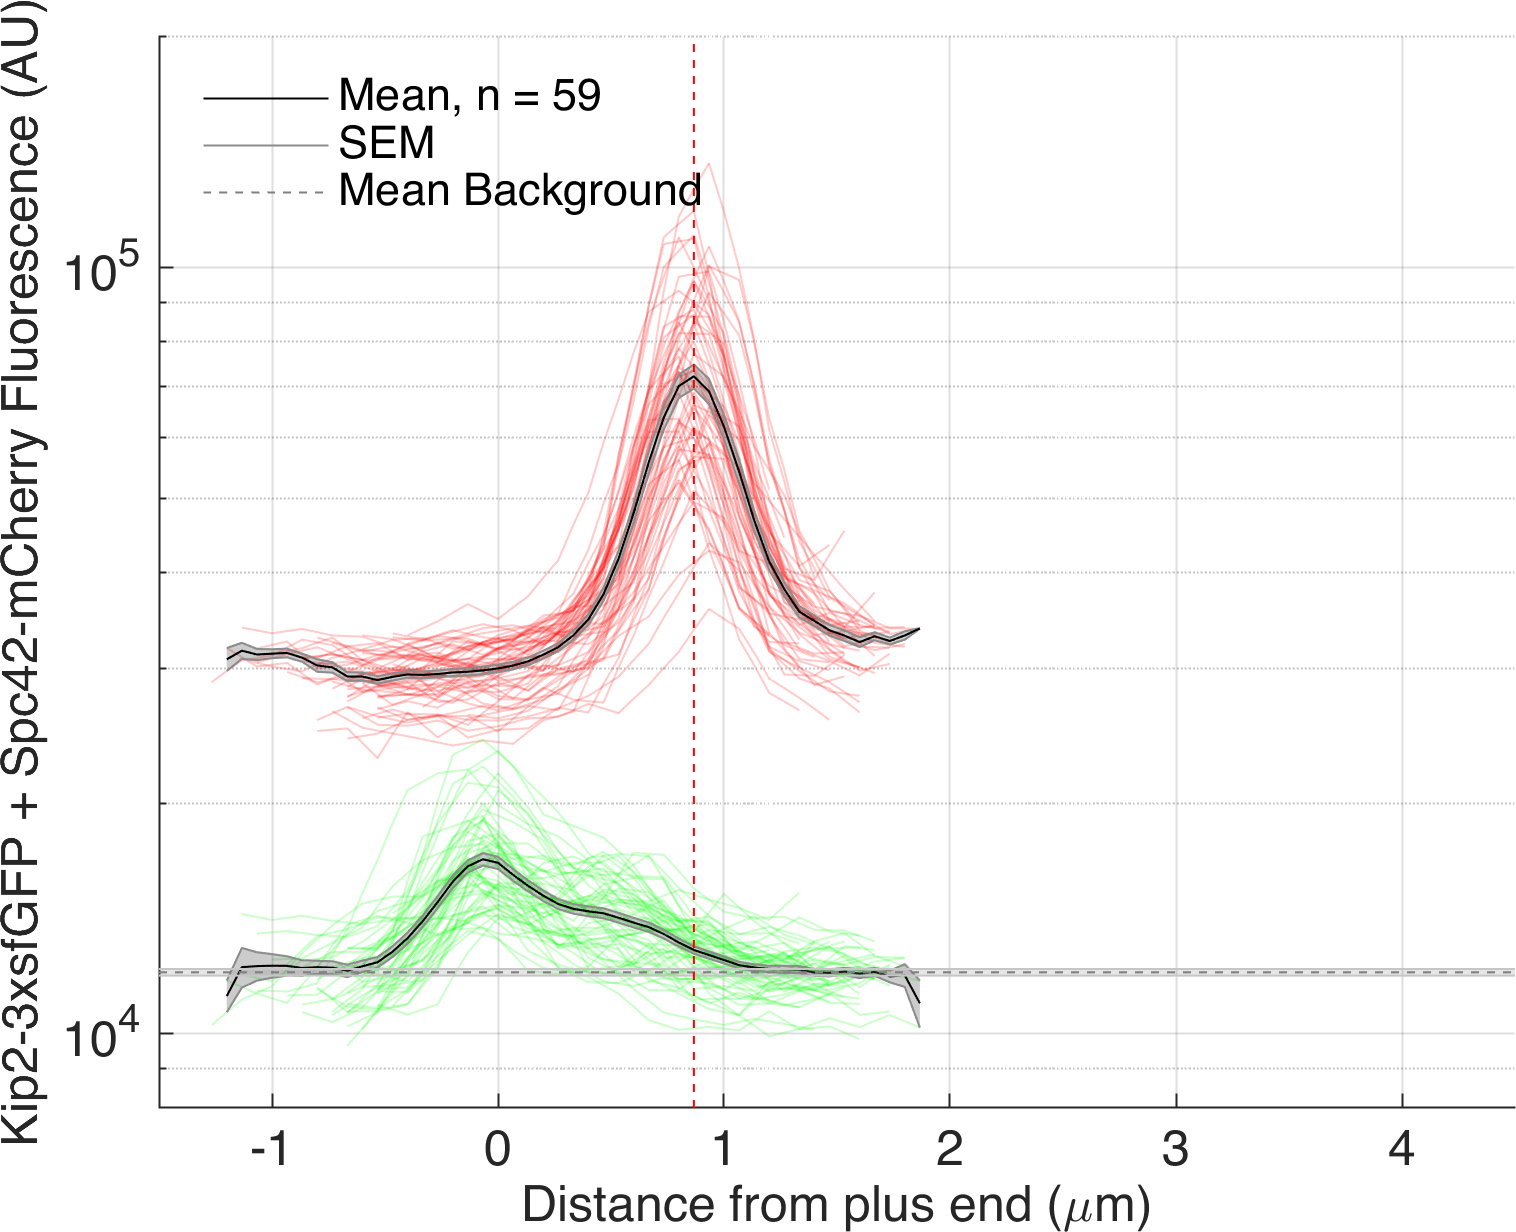 Kip2-3xsfGFP + Spc42-mCherry Fluorescence (AU)
Mean, n = 59
SEM
Mean Background
10^5
10^4
-1 0 1 2 3 4
Distance from plus end (μm)